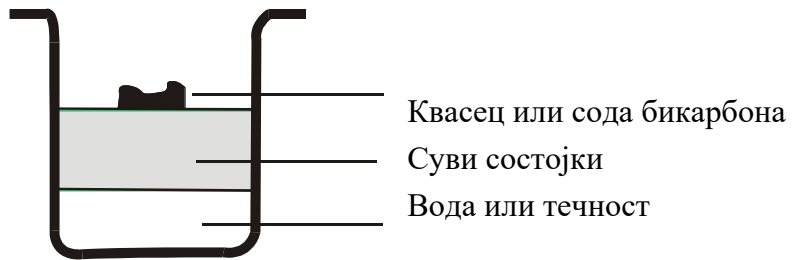 Квасец или сода бикарбона
Суви состојки
Вода или течност